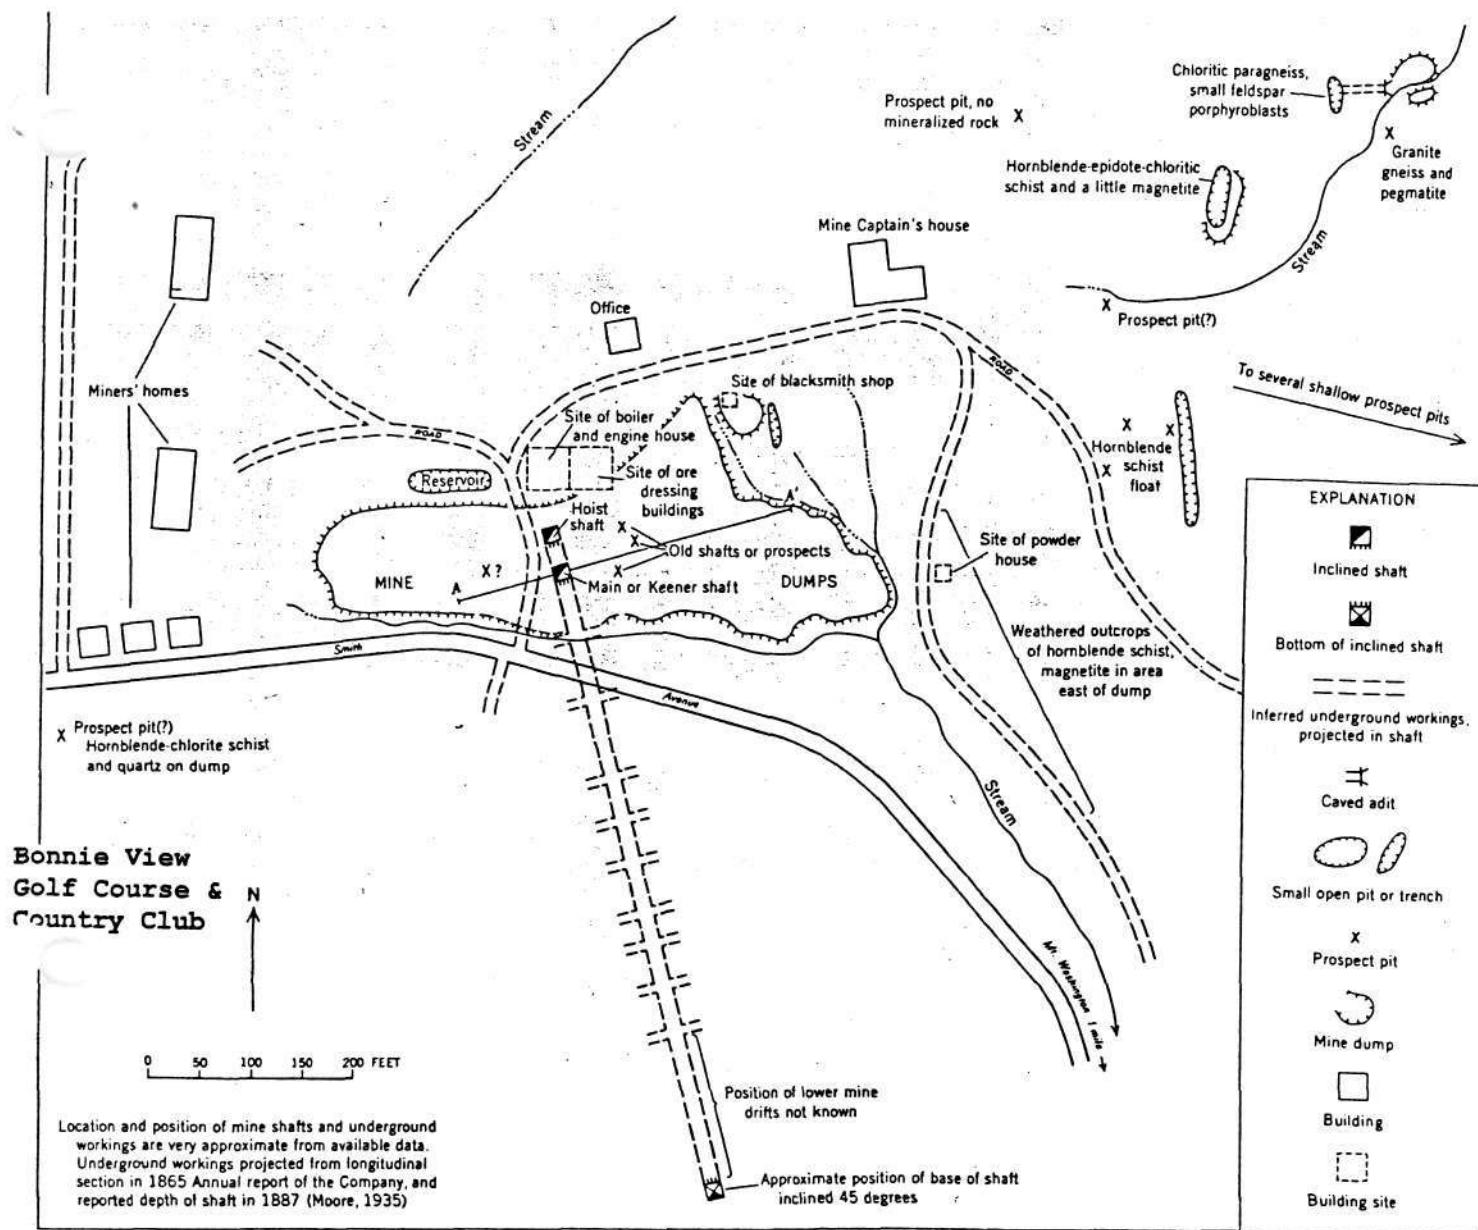 Stream
Prospect pit, no
mineralized rock
X
Chloritic paragneiss,
small feldspar
porphyroblasts
X
Granite
gneiss and
pegmatite
Hornblende-epidote-chloritic
schist and a little magnetite
Stream
Mine Captain's house
X
Prospect pit(?)
Office
Miners' homes
ROAD
ROAD
To several shallow prospect pits
Site of blacksmith shop
Site of boiler
and engine house
X X
Hornblende
X schist
float
Reservoir
Site of ore
dressing
buildings
A'
Hoist
shaft
X
X
Old shafts or prospects
X ?
X
MINE
A
Main or Keener shaft
DUMPS
Site of powder
house
Weathered outcrops
of hornblende schist,
magnetite in area
east of dump
Smith
Avenue
X Prospect pit(?)
Hornblende-chlorite schist
and quartz on dump
Stream
Mt. Washington 1 mile
Bonnie View
Golf Course &
Country Club
N
0 50 100 150 200 FEET
Location and position of mine shafts and underground
workings are very approximate from available data.
Underground workings projected from longitudinal
section in 1865 Annual report of the Company, and
reported depth of shaft in 1887 (Moore, 1935)
Position of lower mine
drifts not known
Approximate position of base of shaft
inclined 45 degrees
EXPLANATION
Inclined shaft
Bottom of inclined shaft
Inferred underground workings,
projected in shaft
Caved adit
Small open pit or trench
X
Prospect pit
Mine dump
Building
Building site